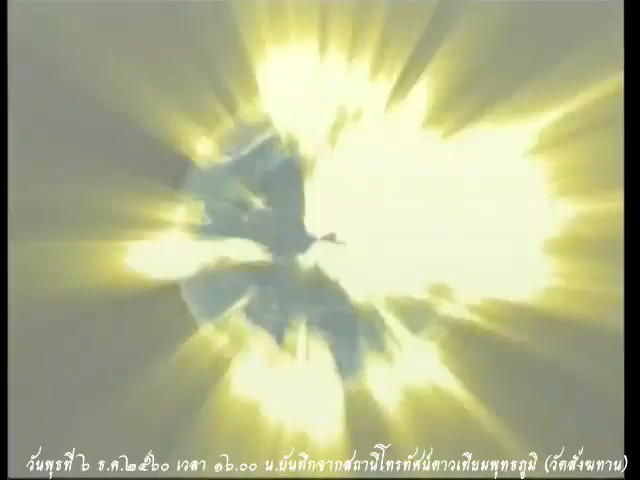 วันพุธที่ ๖ ธ.ค.๒๕๖๐ เวลา ๑๖.๐๐ น.บันทึกจากสถานีโทรทัศน์ดาวเทียมพุทธภูมิ (วัดสังฆทาน)